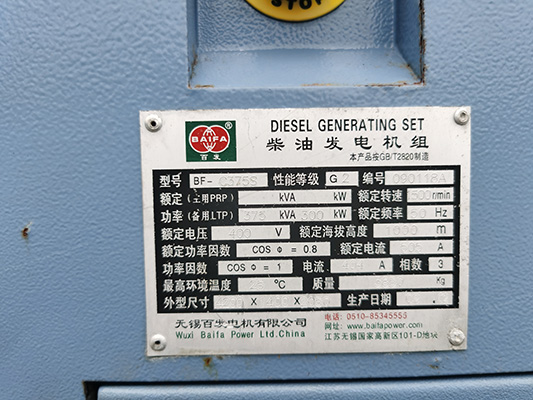 STOP
BAIFA ®
百发
DIESEL GENERATING SET
柴油发电机组
本产品按GB/T2820制造
型号 BF-C375S 性能等级 G2 编号 090118A
额定 (主用PRP) kVA kW 额定转速 1500 r/min
功率 (备用LTP) 375 kVA 300 kW 额定频率 50 Hz
额定电压 400 V 额定海拔高度 1000 m
额定功率因数 COS Φ = 0.8 额定电流 A
功率因数 COS Φ = 1 电流 A 相数 3
最高环境温度 ℃ 质量 Kg
外型尺寸 × × 生产日期
无锡百发电机有限公司
Wuxi Baifa Power Ltd.China
电话: 0510-85345555
网址: www.baifapower.com
江苏无锡国家高新区101-D地块